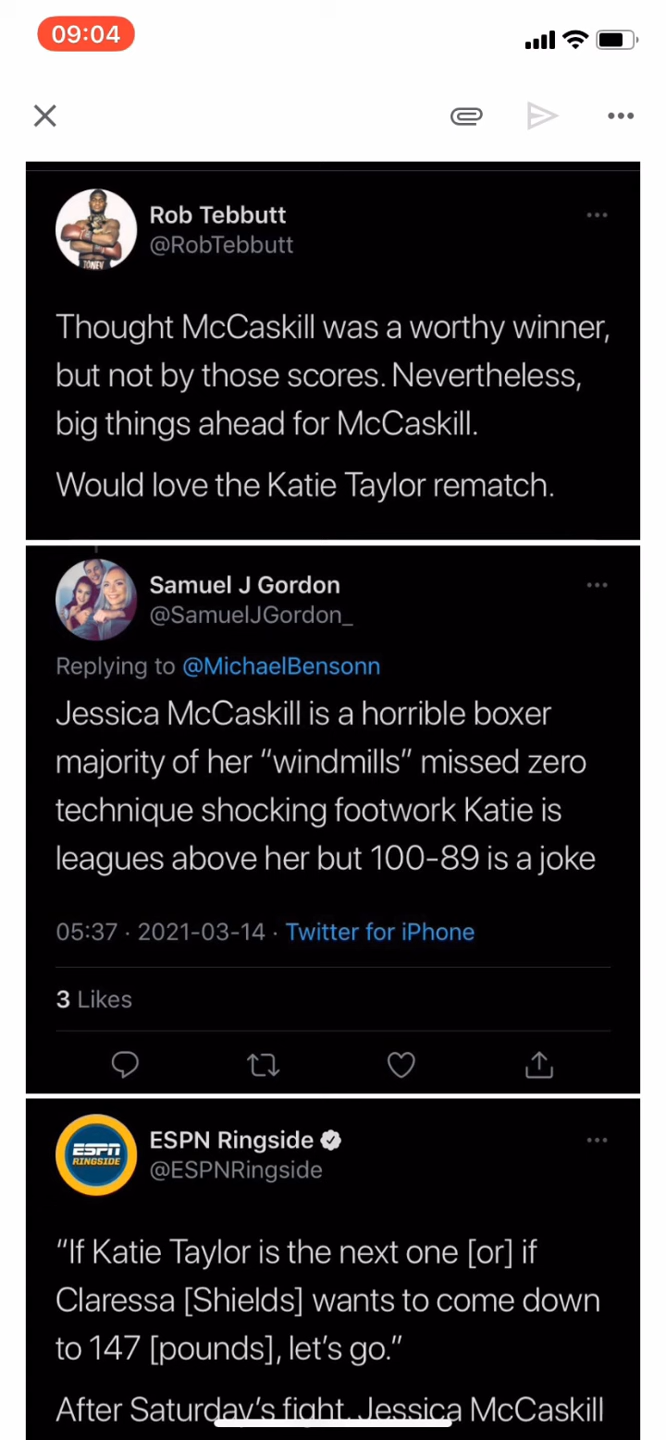 09:04
Rob Tebbutt
@RobTebbutt
TONEY
Thought McCaskill was a worthy winner,
but not by those scores. Nevertheless,
big things ahead for McCaskill.
Would love the Katie Taylor rematch.
Samuel J Gordon
@SamuelJGordon_
Replying to @MichaelBensonn
Jessica McCaskill is a horrible boxer
majority of her “windmills” missed zero
technique shocking footwork Katie is
leagues above her but 100-89 is a joke
05:37 · 2021-03-14 · Twitter for iPhone
3 Likes
ESPN
RINGSIDE
ESPN Ringside
@ESPNRingside
“If Katie Taylor is the next one [or] if
Claressa [Shields] wants to come down
to 147 [pounds], let’s go.”
After Saturday’s fight, Jessica McCaskill